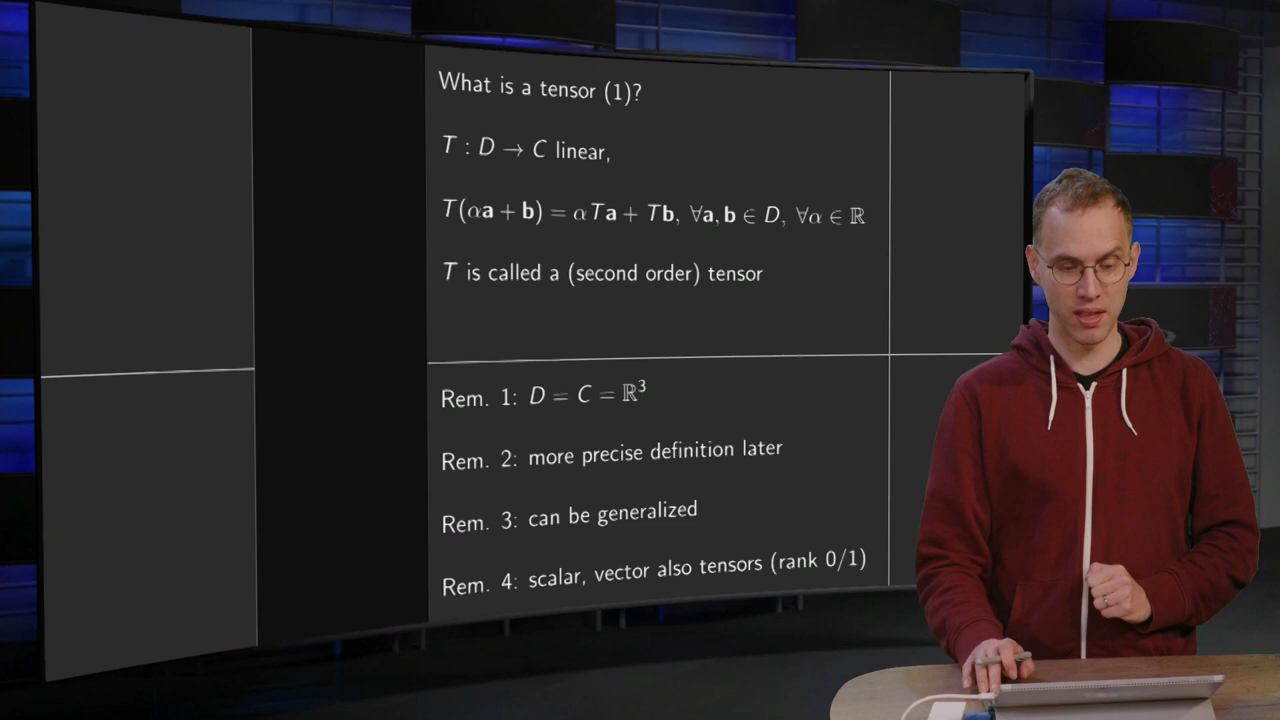 What is a tensor (1)?
T : D → C linear,
T(αa + b) = αTa + Tb, ∀a, b ∈ D, ∀α ∈ ℝ
T is called a (second order) tensor
Rem. 1: D = C = ℝ³
Rem. 2: more precise definition later
Rem. 3: can be generalized
Rem. 4: scalar, vector also tensors (rank 0/1)